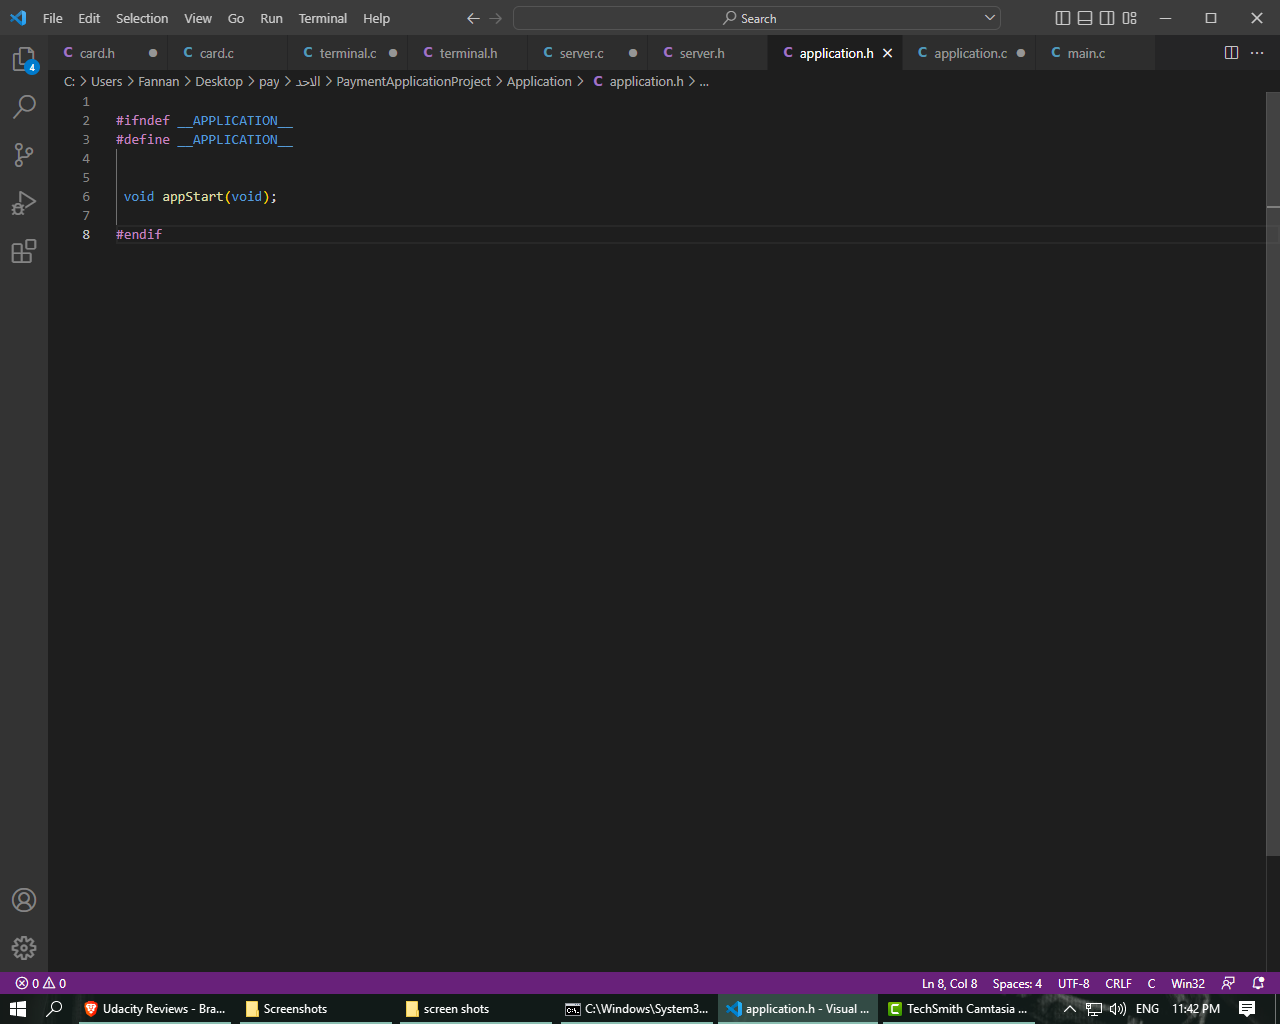 File Edit Selection View Go Run Terminal Help Search
card.h card.c terminal.c terminal.h server.c server.h application.h application.c main.c
C: > Users > Fannan > Desktop > pay > الاحد > PaymentApplicationProject > Application > C application.h > ...
1
2 #ifndef __APPLICATION__
3 #define __APPLICATION__
4
5
6 void appStart(void);
7
8 #endif
4
0 0 Ln 8, Col 8 Spaces: 4 UTF-8 CRLF C Win32
Udacity Reviews - Bra... Screenshots screen shots C:\Windows\System3... application.h - Visual ... TechSmith Camtasia ... ENG 11:42 PM